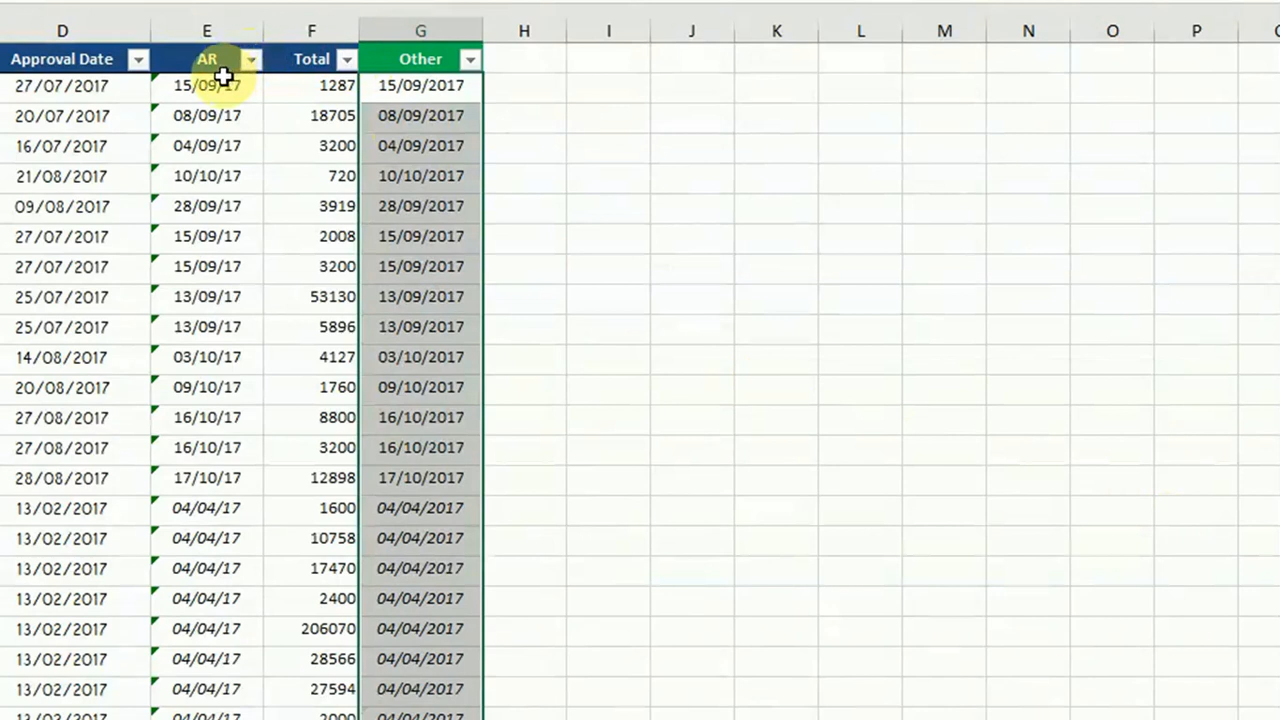 D E F G H I J K L M N O P
Approval Date AR Total Other
27/07/2017 15/09/17 1287 15/09/2017
20/07/2017 08/09/17 18705 08/09/2017
16/07/2017 04/09/17 3200 04/09/2017
21/08/2017 10/10/17 720 10/10/2017
09/08/2017 28/09/17 3919 28/09/2017
27/07/2017 15/09/17 2008 15/09/2017
27/07/2017 15/09/17 3200 15/09/2017
25/07/2017 13/09/17 53130 13/09/2017
25/07/2017 13/09/17 5896 13/09/2017
14/08/2017 03/10/17 4127 03/10/2017
20/08/2017 09/10/17 1760 09/10/2017
27/08/2017 16/10/17 8800 16/10/2017
27/08/2017 16/10/17 3200 16/10/2017
28/08/2017 17/10/17 12898 17/10/2017
13/02/2017 04/04/17 1600 04/04/2017
13/02/2017 04/04/17 10758 04/04/2017
13/02/2017 04/04/17 17470 04/04/2017
13/02/2017 04/04/17 2400 04/04/2017
13/02/2017 04/04/17 206070 04/04/2017
13/02/2017 04/04/17 28566 04/04/2017
13/02/2017 04/04/17 27594 04/04/2017
13/02/2017 04/04/17 2000 04/04/2017